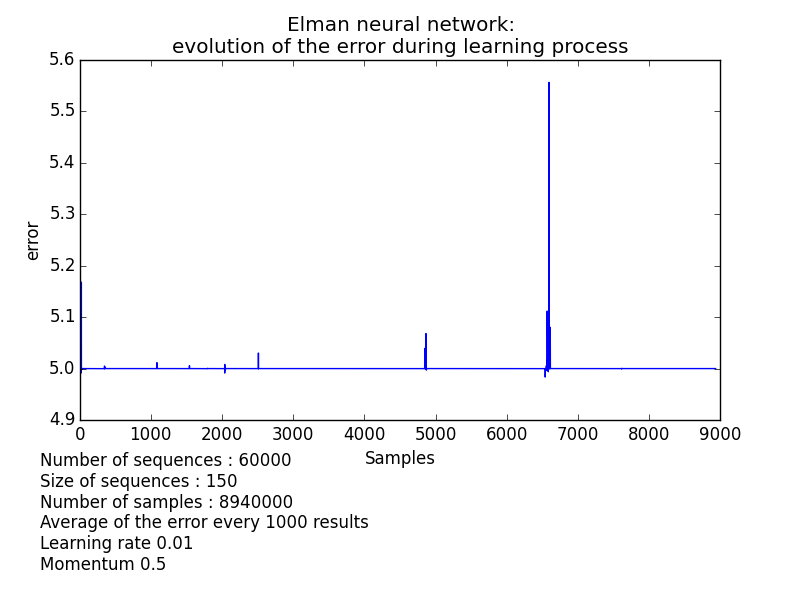 Elman neural network:
evolution of the error during learning process
5.6
5.5
5.4
5.3
5.2
5.1
5.0
4.9
error
0 1000 2000 3000 4000 5000 6000 7000 8000 9000
Samples
Number of sequences : 60000
Size of sequences : 150
Number of samples : 8940000
Average of the error every 1000 results
Learning rate 0.01
Momentum 0.5